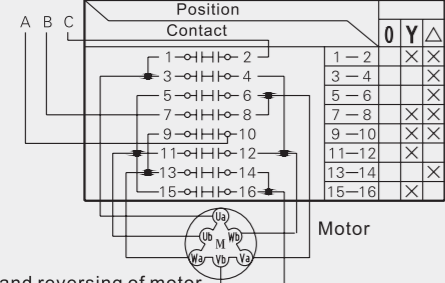 Position
A B C
Contact 0 Y △
1 2 1 — 2 × ×
3 4 3 — 4 ×
5 6 5 — 6 ×
7 8 7 — 8 × ×
9 10 9 —10 × ×
11 12 11—12 ×
13 14 13—14 ×
15 16 15—16 ×
Ua
Motor
Ub M Wb
Wa Vb Va
and reversing of motor